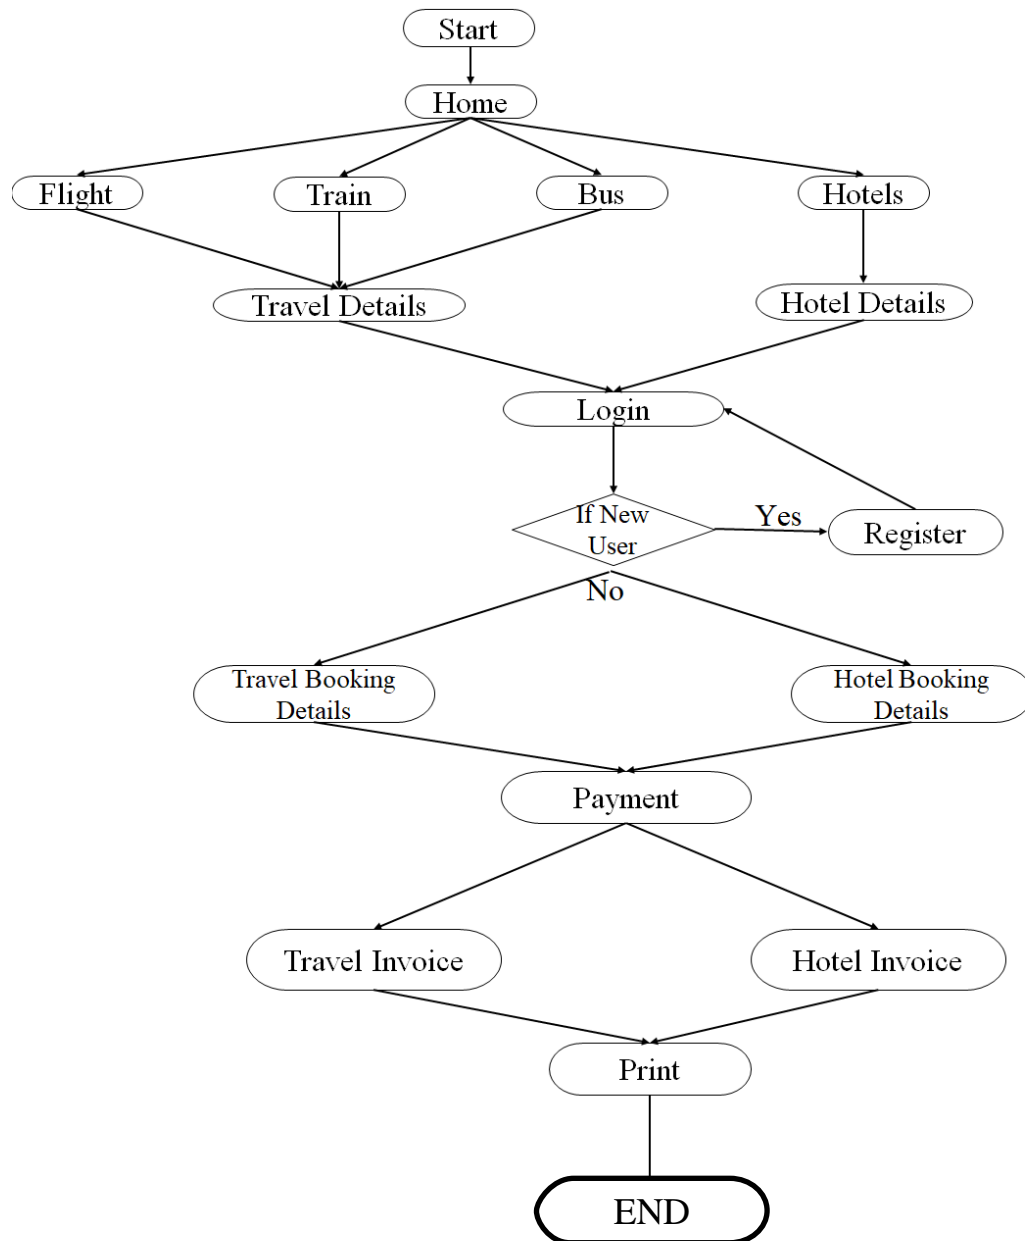 Start
Home
Flight
Train
Bus
Hotels
Travel Details
Hotel Details
Login
If New
User
Yes
Register
No
Travel Booking
Details
Hotel Booking
Details
Payment
Travel Invoice
Hotel Invoice
Print
END